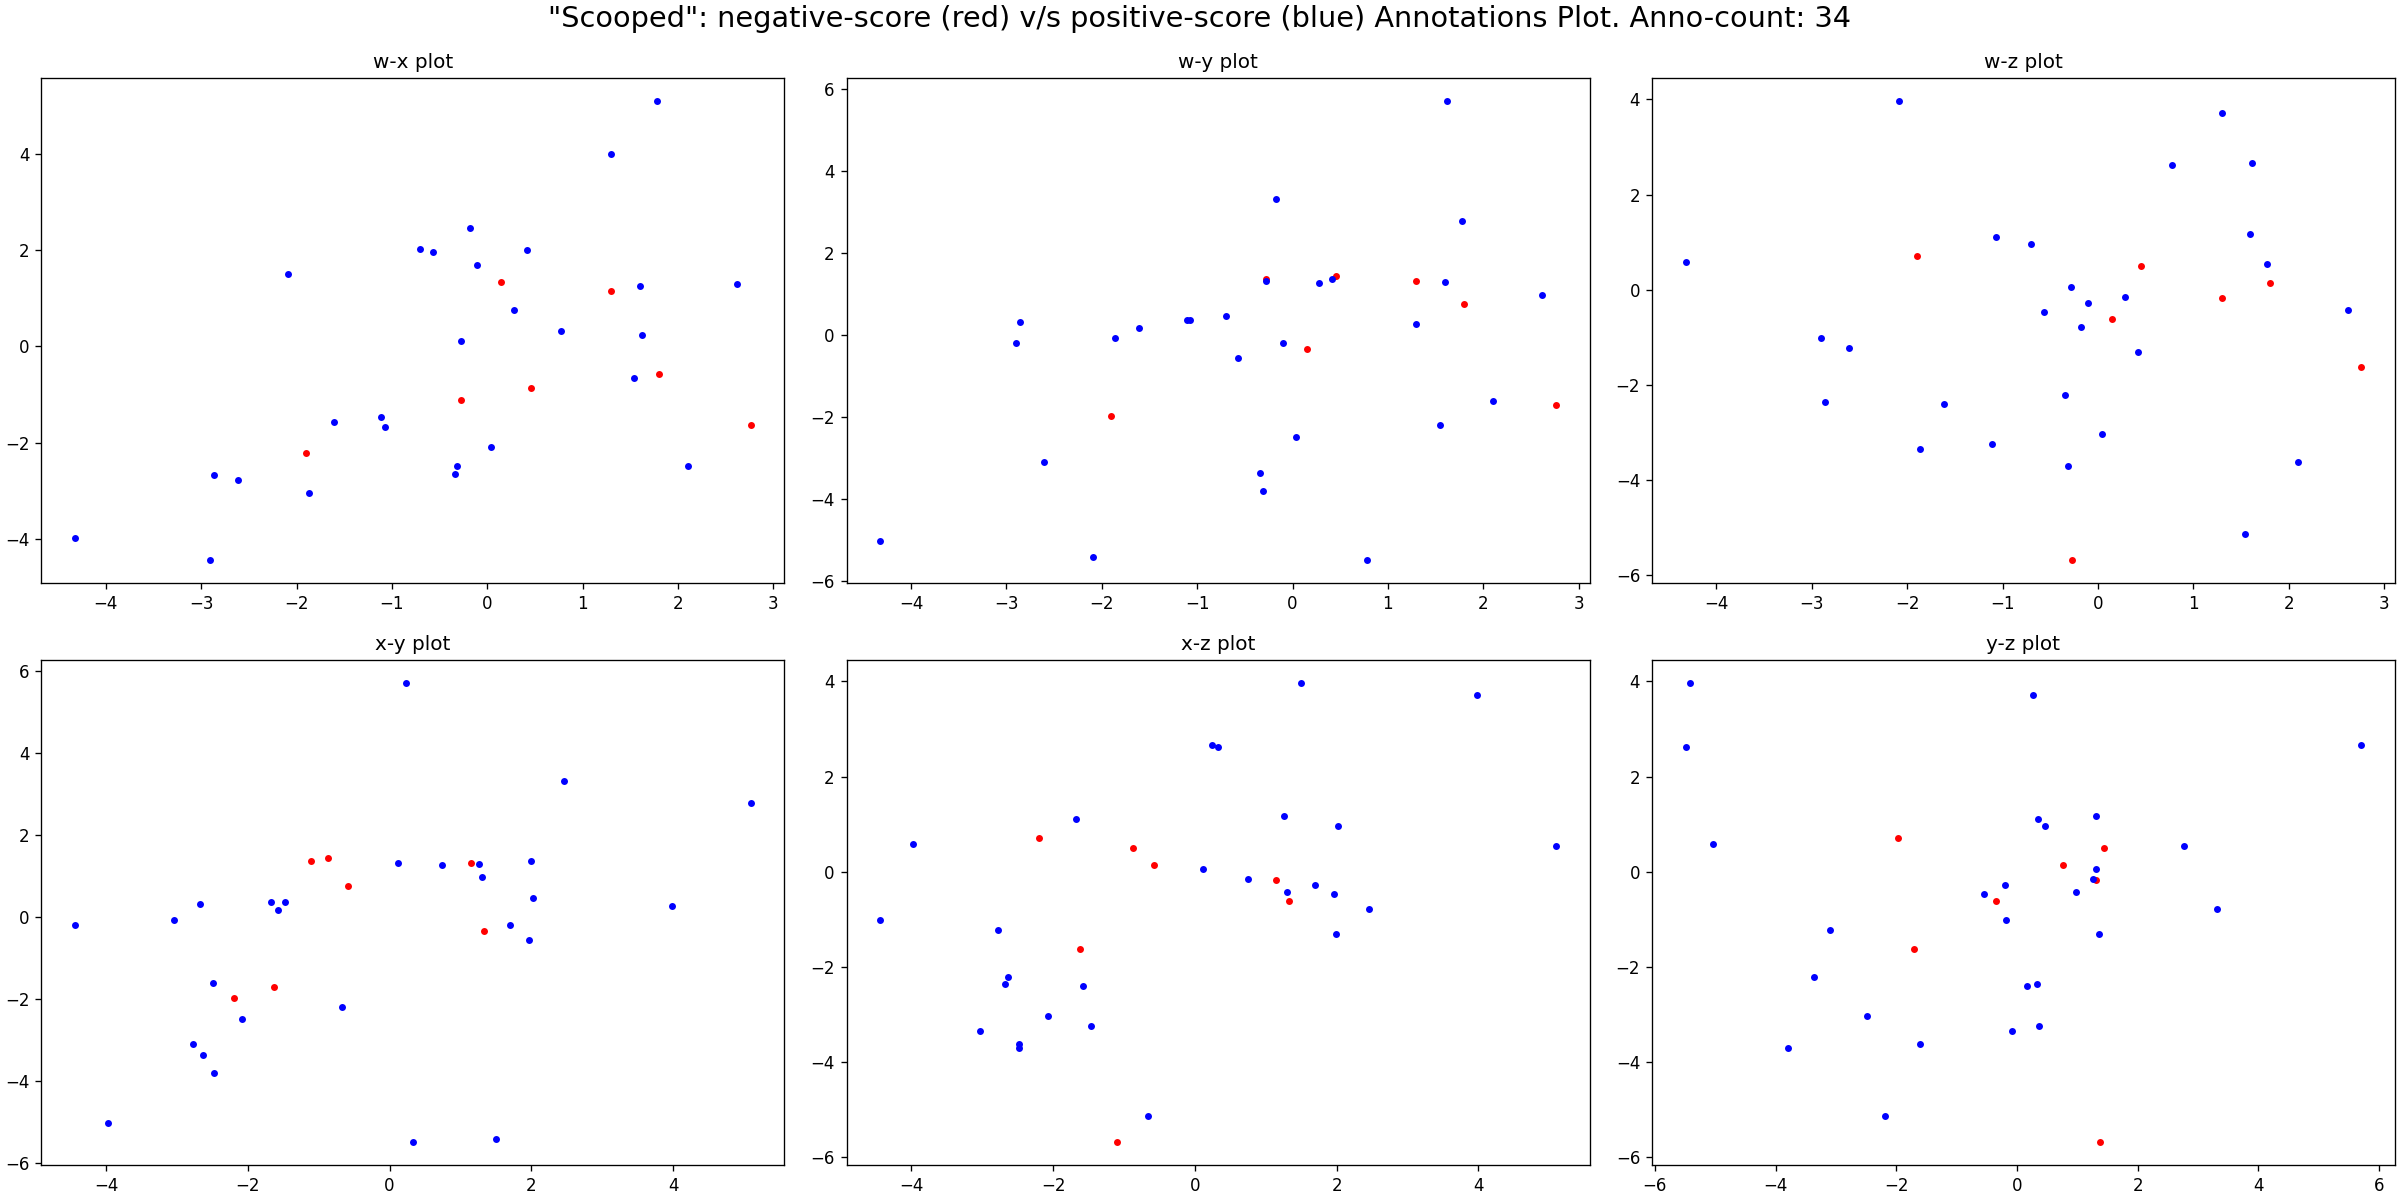 "Scooped": negative-score (red) v/s positive-score (blue) Annotations Plot. Anno-count: 34
w-x plot
w-y plot
w-z plot
4
2
0
−2
−4
−4 −3 −2 −1 0 1 2 3
6
4
2
0
−2
−4
−6
−4 −3 −2 −1 0 1 2 3
4
2
0
−2
−4
−6
−4 −3 −2 −1 0 1 2 3
x-y plot
x-z plot
y-z plot
6
4
2
0
−2
−4
−6
−4 −2 0 2 4
4
2
0
−2
−4
−6
−4 −2 0 2 4
4
2
0
−2
−4
−6
−6 −4 −2 0 2 4 6